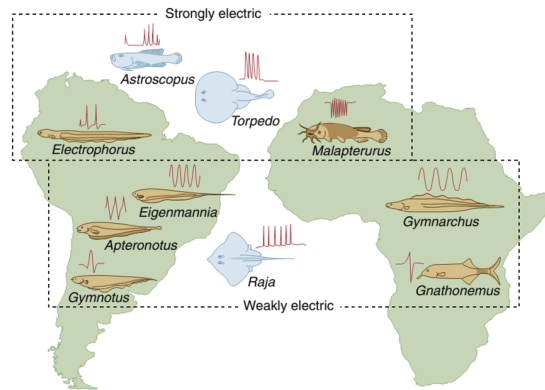 Strongly electric
Astroscopus
Torpedo
Electrophorus
Malapterurus
Eigenmannia
Gymnarchus
Apteronotus
Raja
Gymnotus
Gnathonemus
Weakly electric